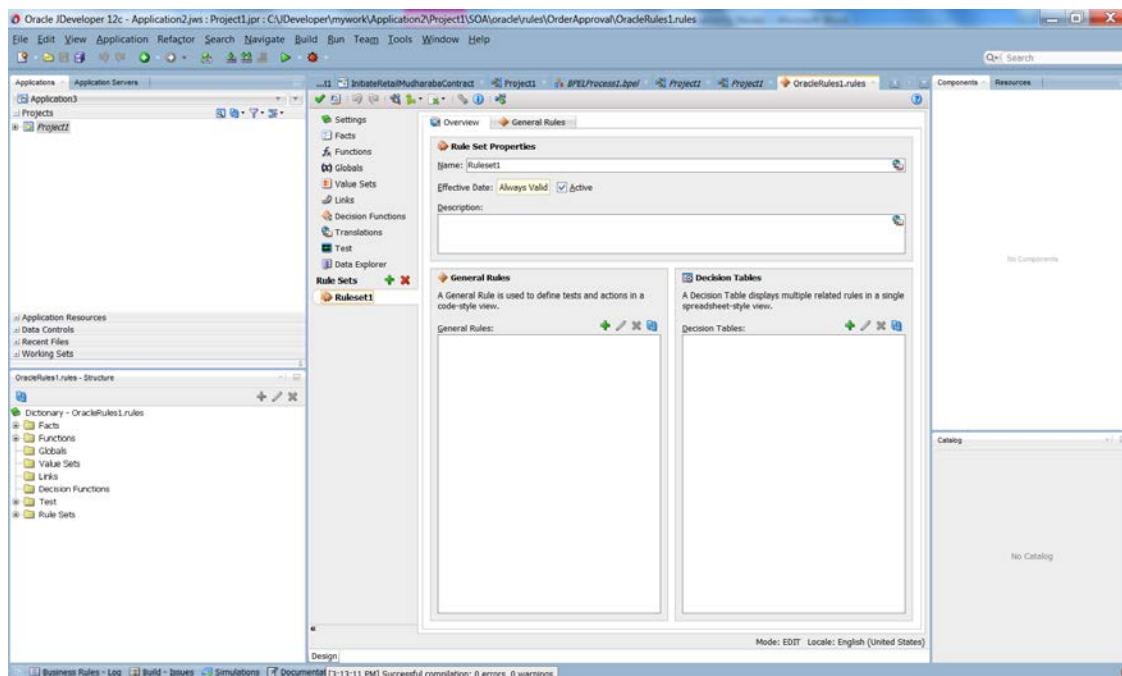 Oracle JDeveloper 12c - Application2.jws : Project1.jpr : C:\JDeveloper\mywork\Application2\Project1\SOA\oracle\rules\OrderApproval\OracleRules1.rules
File Edit View Application Refactor Search Navigate Build Run Team Tools Window Help
Search
Applications
Application Servers
Application3
Projects
Project1
Application Resources
Data Controls
Recent Files
Working Sets
OracleRules1.rules - Structure
Dictionary - OracleRules1.rules
Facts
Functions
Globals
Value Sets
Links
Decision Functions
Test
Rule Sets
...t1 InitiateRetailMudharabaContract Project1 BPELProcess1.bpel Project1 Project1 OracleRules1.rules
Settings
Facts
Functions
Globals
Value Sets
Links
Decision Functions
Translations
Test
Data Explorer
Rule Sets
Ruleset1
Overview General Rules
Rule Set Properties
Name: Ruleset1
Effective Date: Always Valid Active
Description:
General Rules
A General Rule is used to define tests and actions in a
code-style view.
General Rules:
Decision Tables
A Decision Table displays multiple related rules in a single
spreadsheet-style view.
Decision Tables:
Mode: EDIT Locale: English (United States)
Design
Components
Resources
No Components
Catalog
No Catalog
Business Rules - Log Build - Issues Simulations Documental [3:13:11 PM] Successful compilation: 0 errors, 0 warnings.